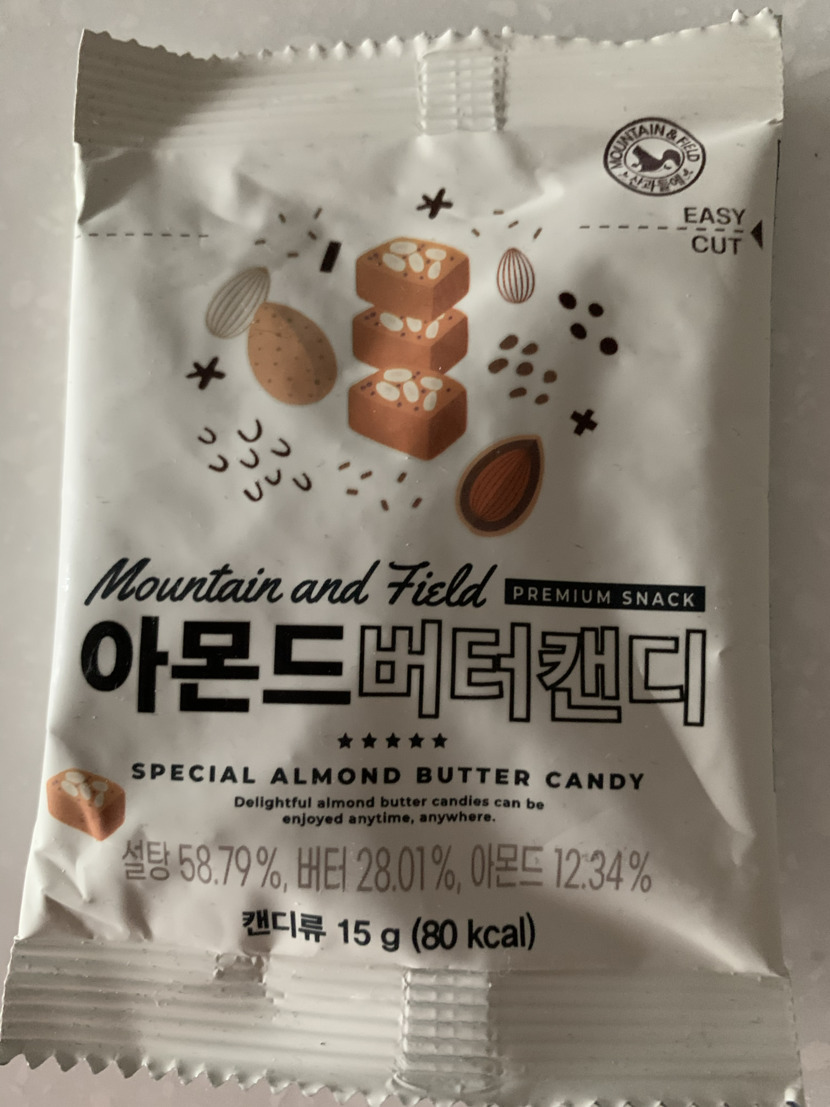 MOUNTAIN & FIELD
산과들에
EASY
CUT
Mountain and Field PREMIUM SNACK
아몬드버터캔디
SPECIAL ALMOND BUTTER CANDY
Delightful almond butter candies can be
enjoyed anytime, anywhere.
설탕 58.79%, 버터 28.01%, 아몬드 12.34%
캔디류 15 g (80 kcal)